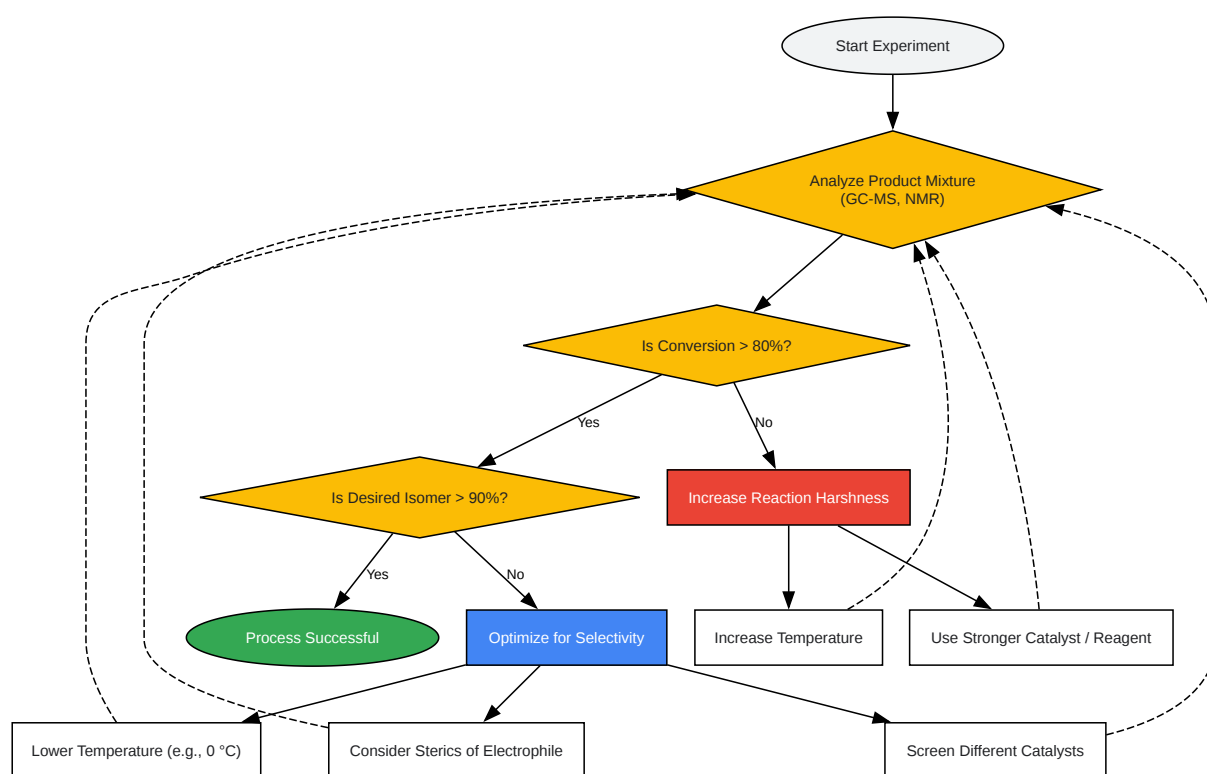 Start Experiment
Analyze Product Mixture
(GC-MS, NMR)
Is Conversion > 80%?
Yes
No
Is Desired Isomer > 90%?
Increase Reaction Harshness
Yes
No
Process Successful
Optimize for Selectivity
Increase Temperature
Use Stronger Catalyst / Reagent
Lower Temperature (e.g., 0 °C)
Consider Sterics of Electrophile
Screen Different Catalysts